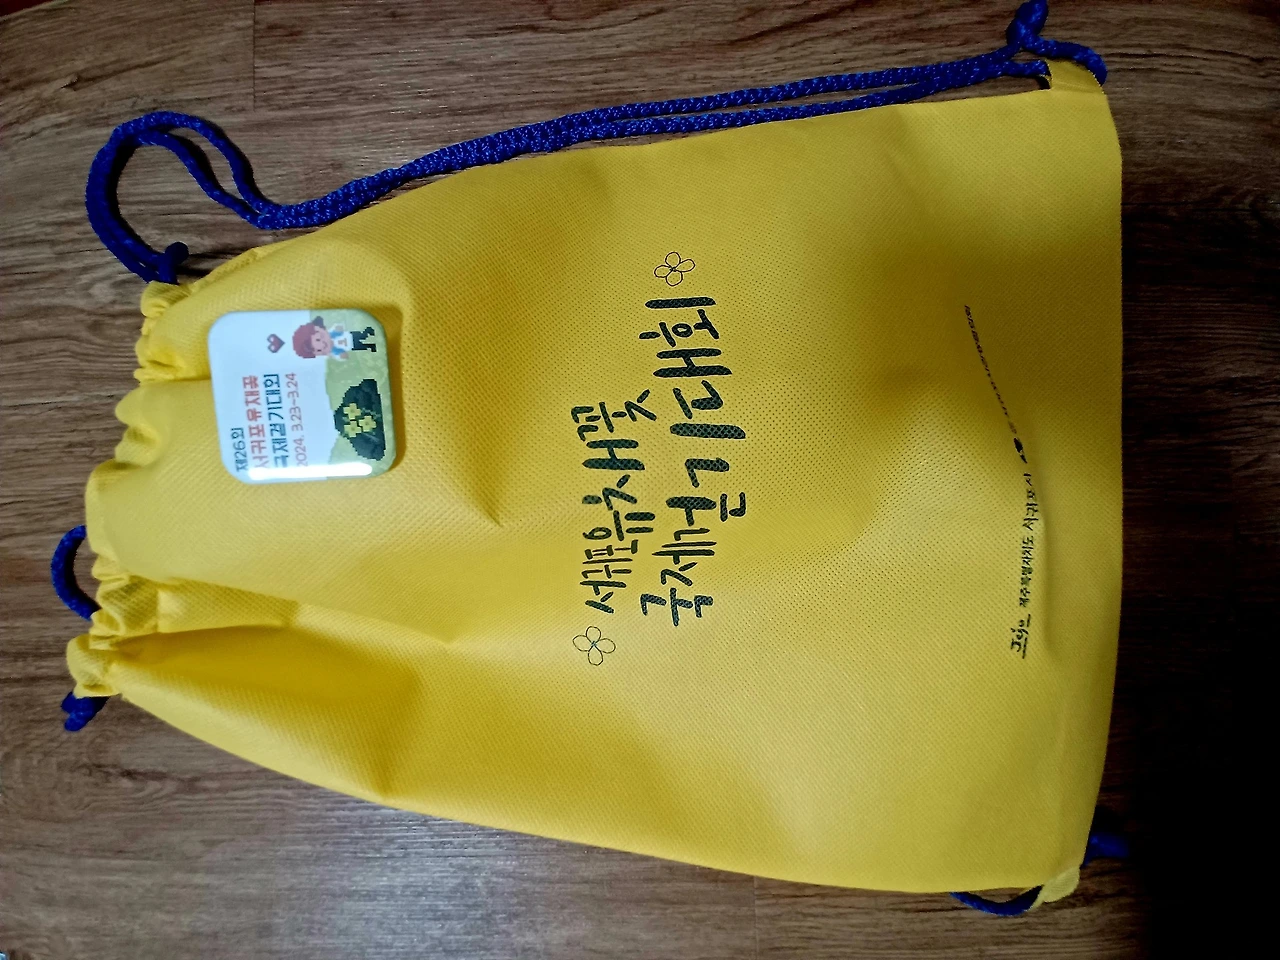 제26회
서귀포유채꽃
국제걷기대회
2024. 3.23-3.24
서귀포유채꽃
국제걷기대회
Jeju 제주특별자치도 서귀포시